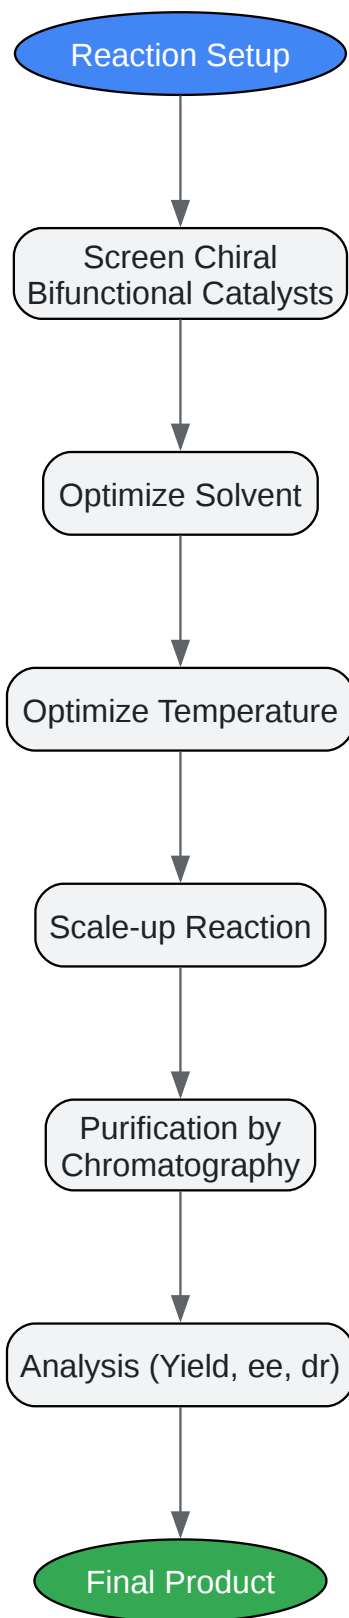 Reaction Setup
Screen Chiral
Bifunctional Catalysts
Optimize Solvent
Optimize Temperature
Scale-up Reaction
Purification by
Chromatography
Analysis (Yield, ee, dr)
Final Product